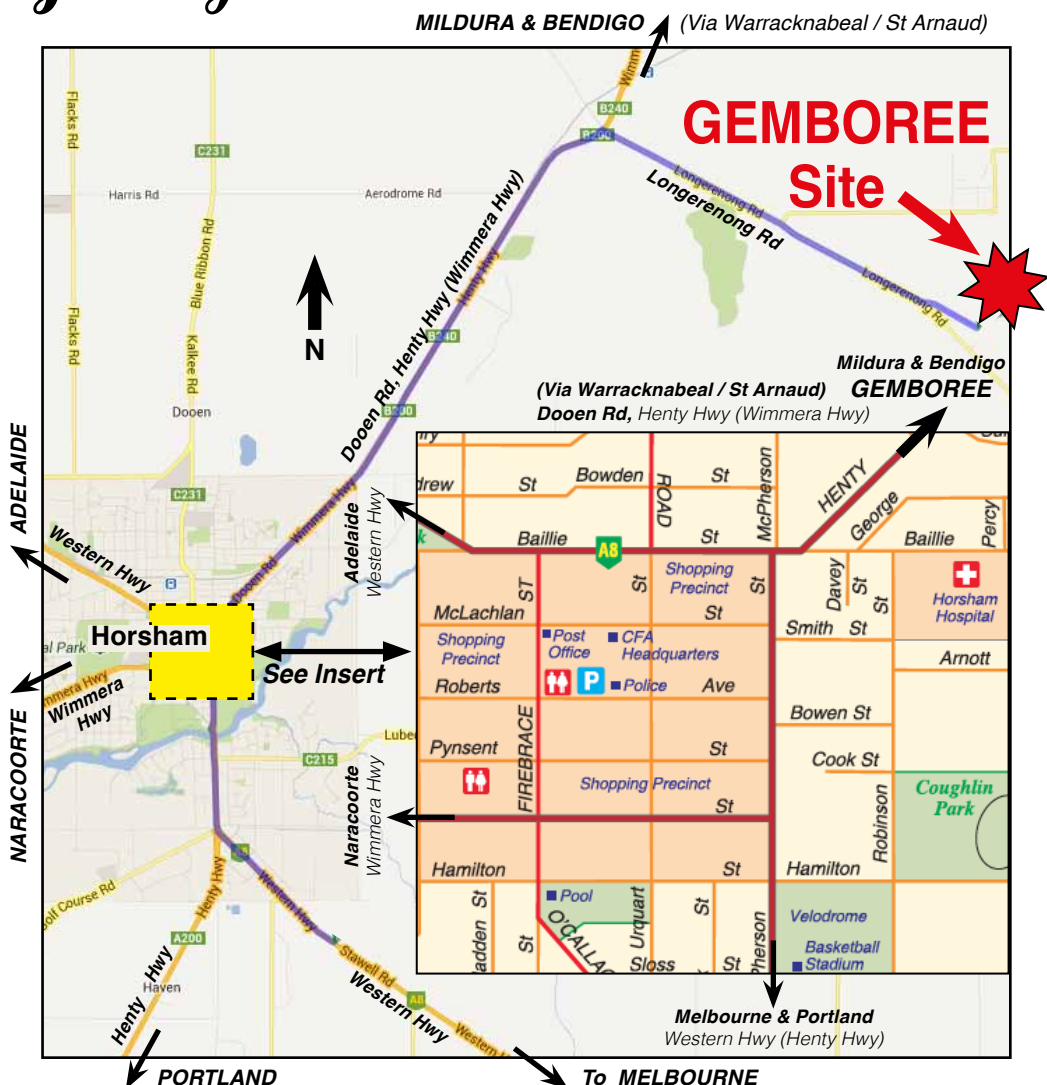 MILDURA & BENDIGO (Via Warracknabeal / St Arnaud)
GEMBOREE
Site
Flacks Rd
C231
Harris Rd
Aerodrome Rd
Blue Ribbon Rd
Kalkee Rd
Flacks Rd
Dooen
C231
N
B240
B200
Longerenong Rd
Longerenong Rd
Longerenong Rd
Longerenong Rd
Dooen Rd, Henty Hwy (Wimmera Hwy)
Henty Hwy
B240
B200
Wimmera Hwy
Dooen Rd
ADELAIDE
Western Hwy
Horsham
See Insert
Wimmera
Hwy
NARACOORTE
C215
Western Hwy
Henty Hwy
Golf Course Rd
A200
Haven
Henty Hwy
Stawell Rd
A8
Western Hwy
PORTLAND
To MELBOURNE
Mildura & Bendigo
GEMBOREE
(Via Warracknabeal / St Arnaud)
Dooen Rd, Henty Hwy (Wimmera Hwy)
Adelaide
Western Hwy
Naracoorte
Wimmera Hwy
Bowden
St
ROAD
McPherson
St
HENTY
George
Percy
Baillie
A8
St
Baillie
ST
St
Shopping
Precinct
McLachlan
St
Davey
St
St
Horsham
Hospital
Smith St
Shopping
Precinct
Post
Office
CFA
Headquarters
Arnott
Roberts
P
Police
Ave
Bowen St
Pynsent
FIREBRACE
St
Cook St
Shopping Precinct
St
Coughlin
Park
Robinson
Hamilton
St
Hamilton
Pool
St
O'CALLAG
Urquart
St
Sloss
St
Velodrome
Basketball
Stadium
Melbourne & Portland
Western Hwy (Henty Hwy)